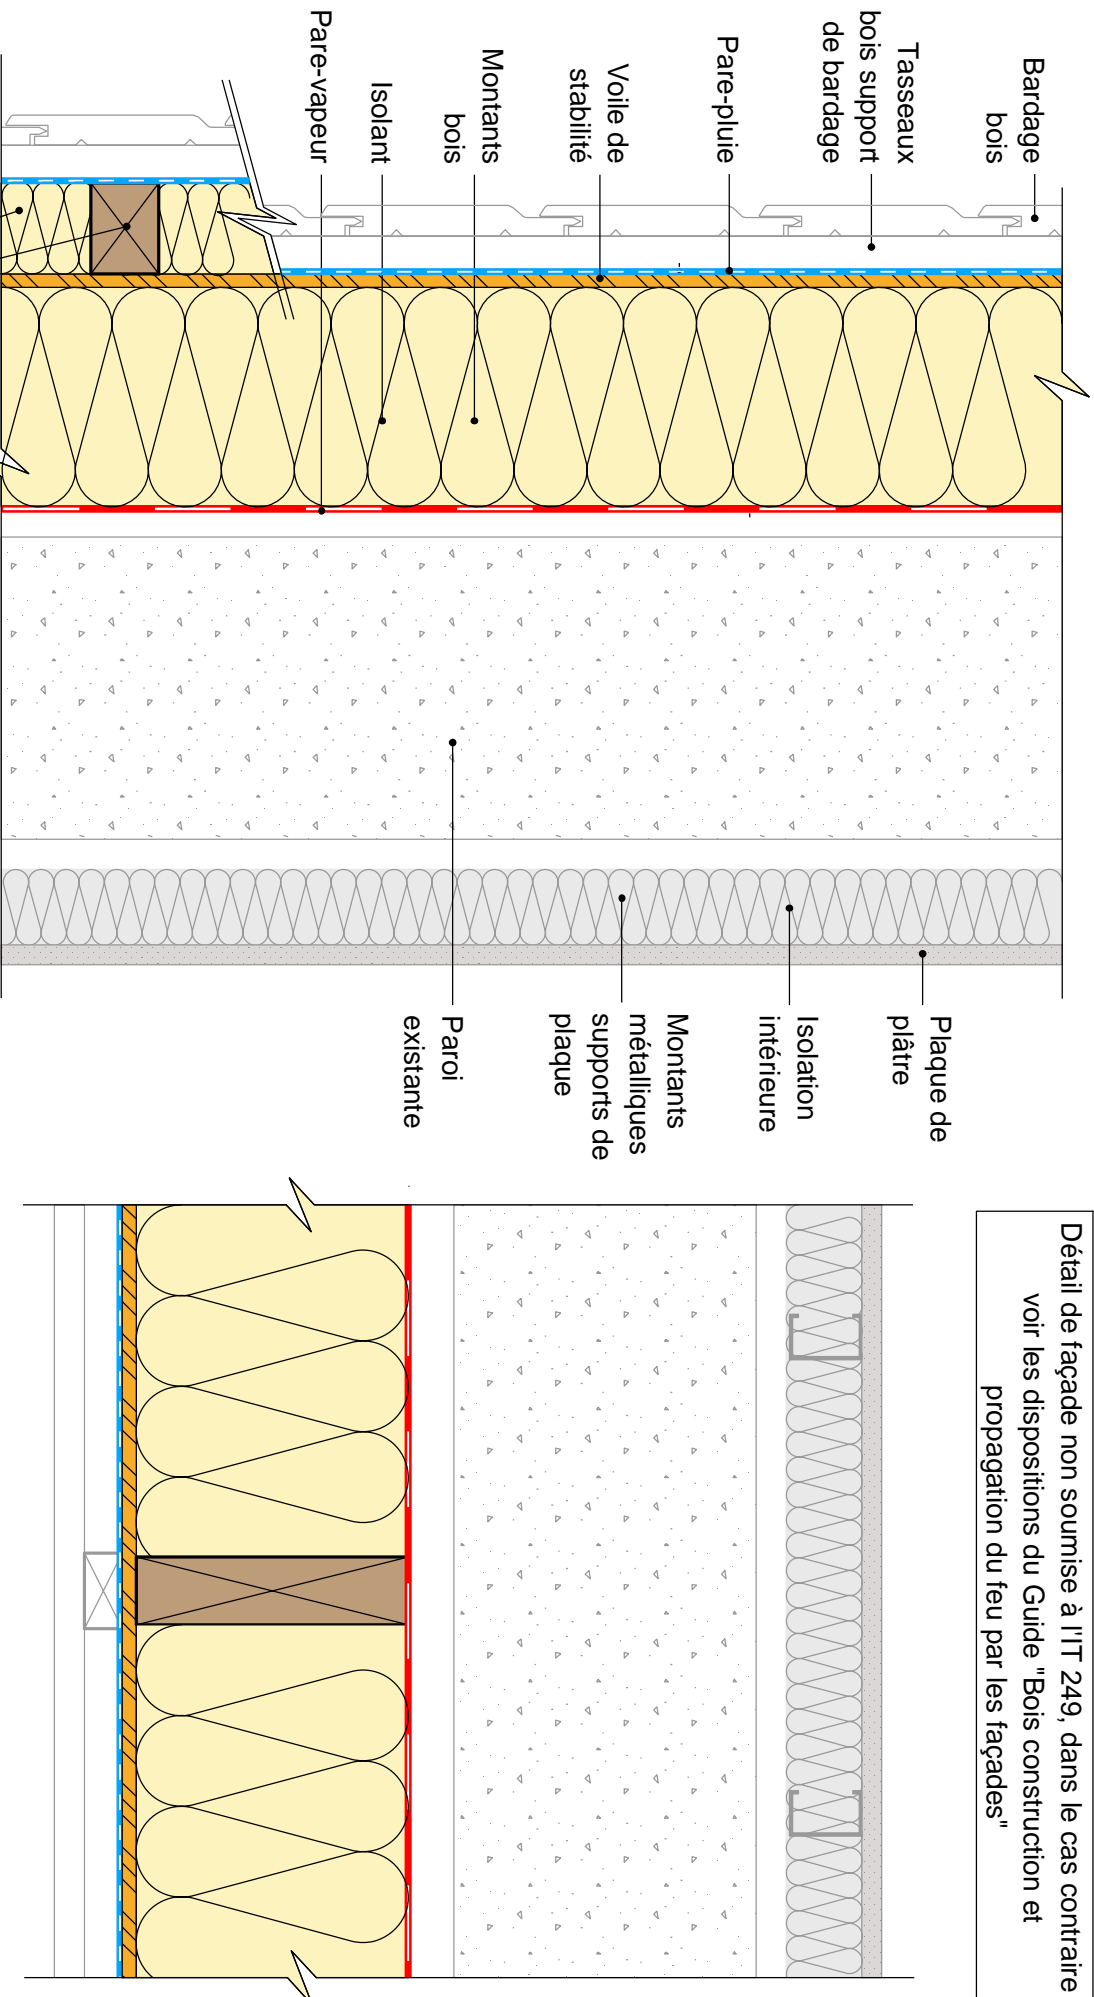 Détail de façade non soumise à l'IT 249, dans le cas contraire
voir les dispositions du Guide "Bois construction et
propagation du feu par les façades"
Bardage
bois
Tasseaux
bois support
de bardage
Pare-pluie
Voile de
stabilité
Montants
bois
Isolant
Pare-vapeur
Plaque de
plâtre
Isolation
intérieure
Montants
métalliques
supports de
plaque
Paroi
existante